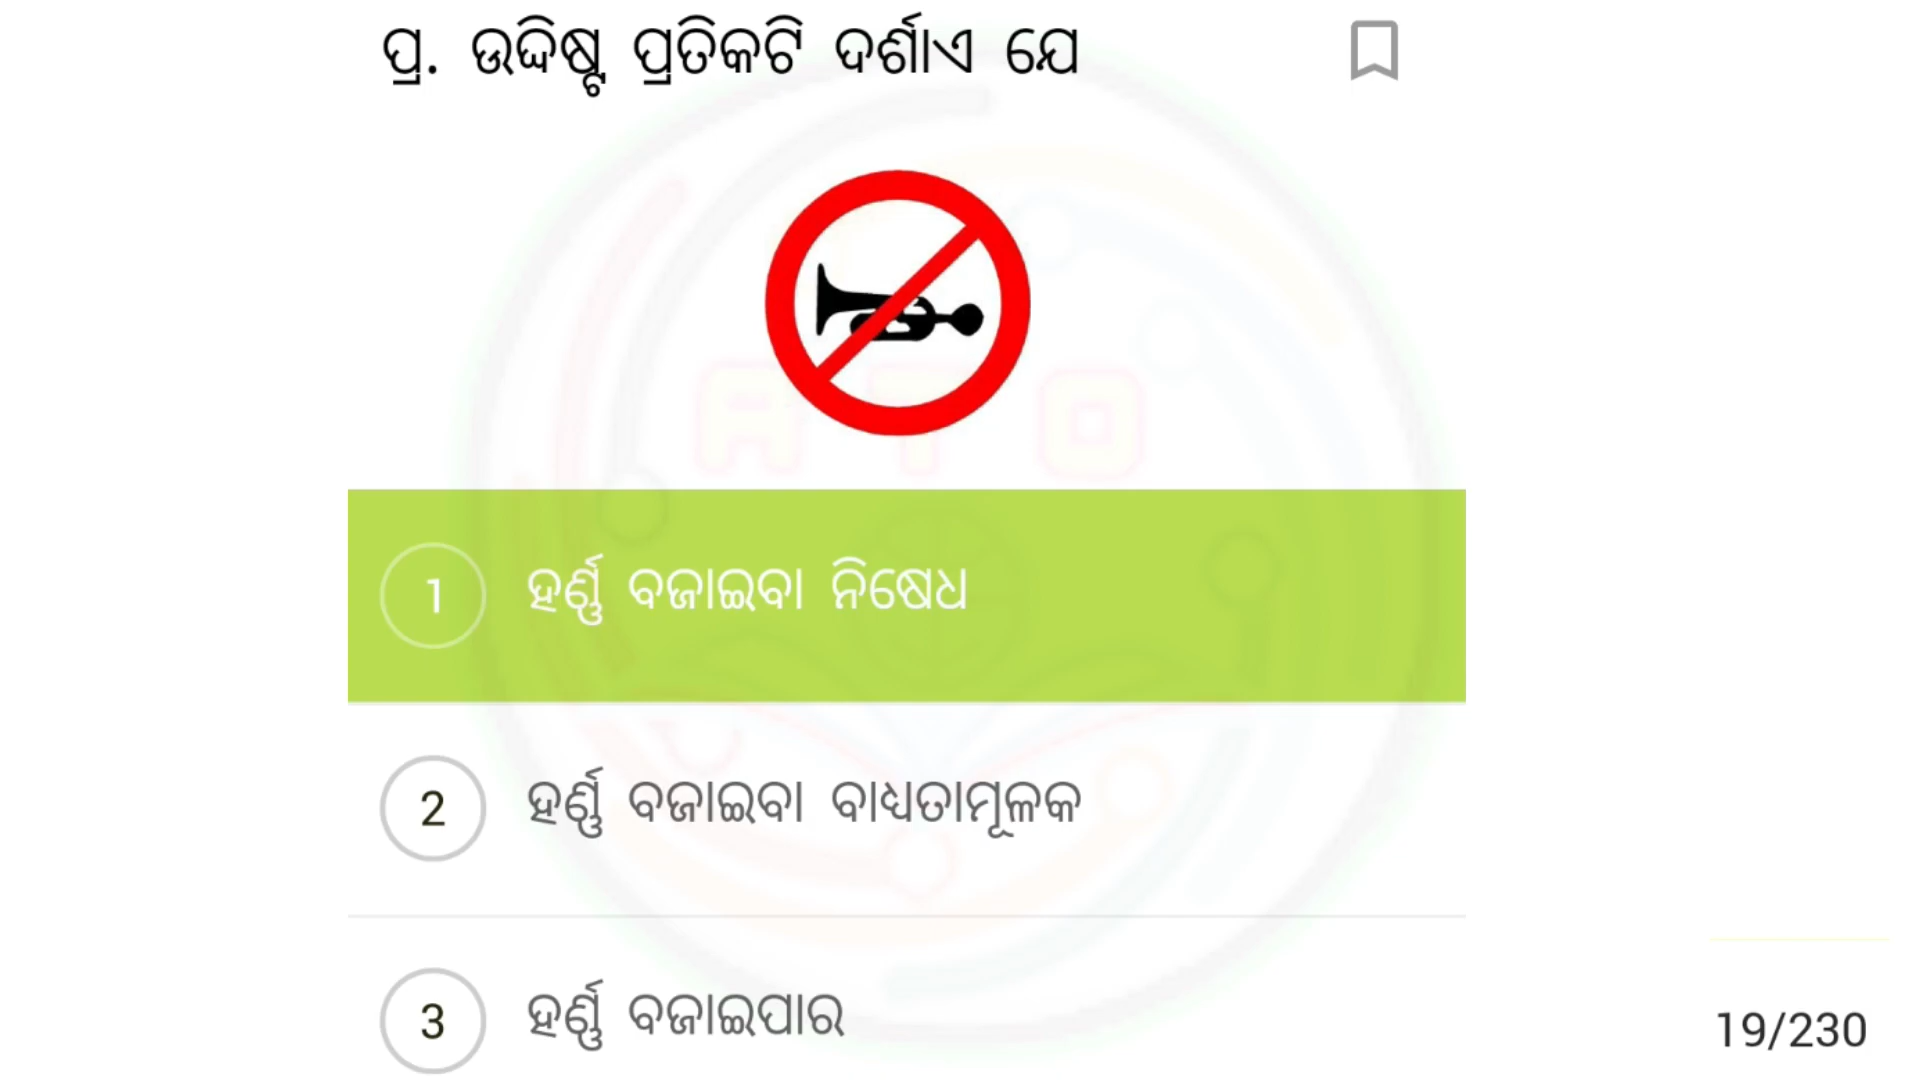 ପ୍ର. ଉଦ୍ଦିଷ୍ଟ ପ୍ରତିକଟି ଦର୍ଶାଏ ଯେ
A T O
1 ହର୍ଣ୍ଣ ବଜାଇବା ନିଷେଧ
2 ହର୍ଣ୍ଣ ବଜାଇବା ବାଧ୍ୟତାମୂଳକ
3 ହର୍ଣ୍ଣ ବଜାଇପାର
19/230